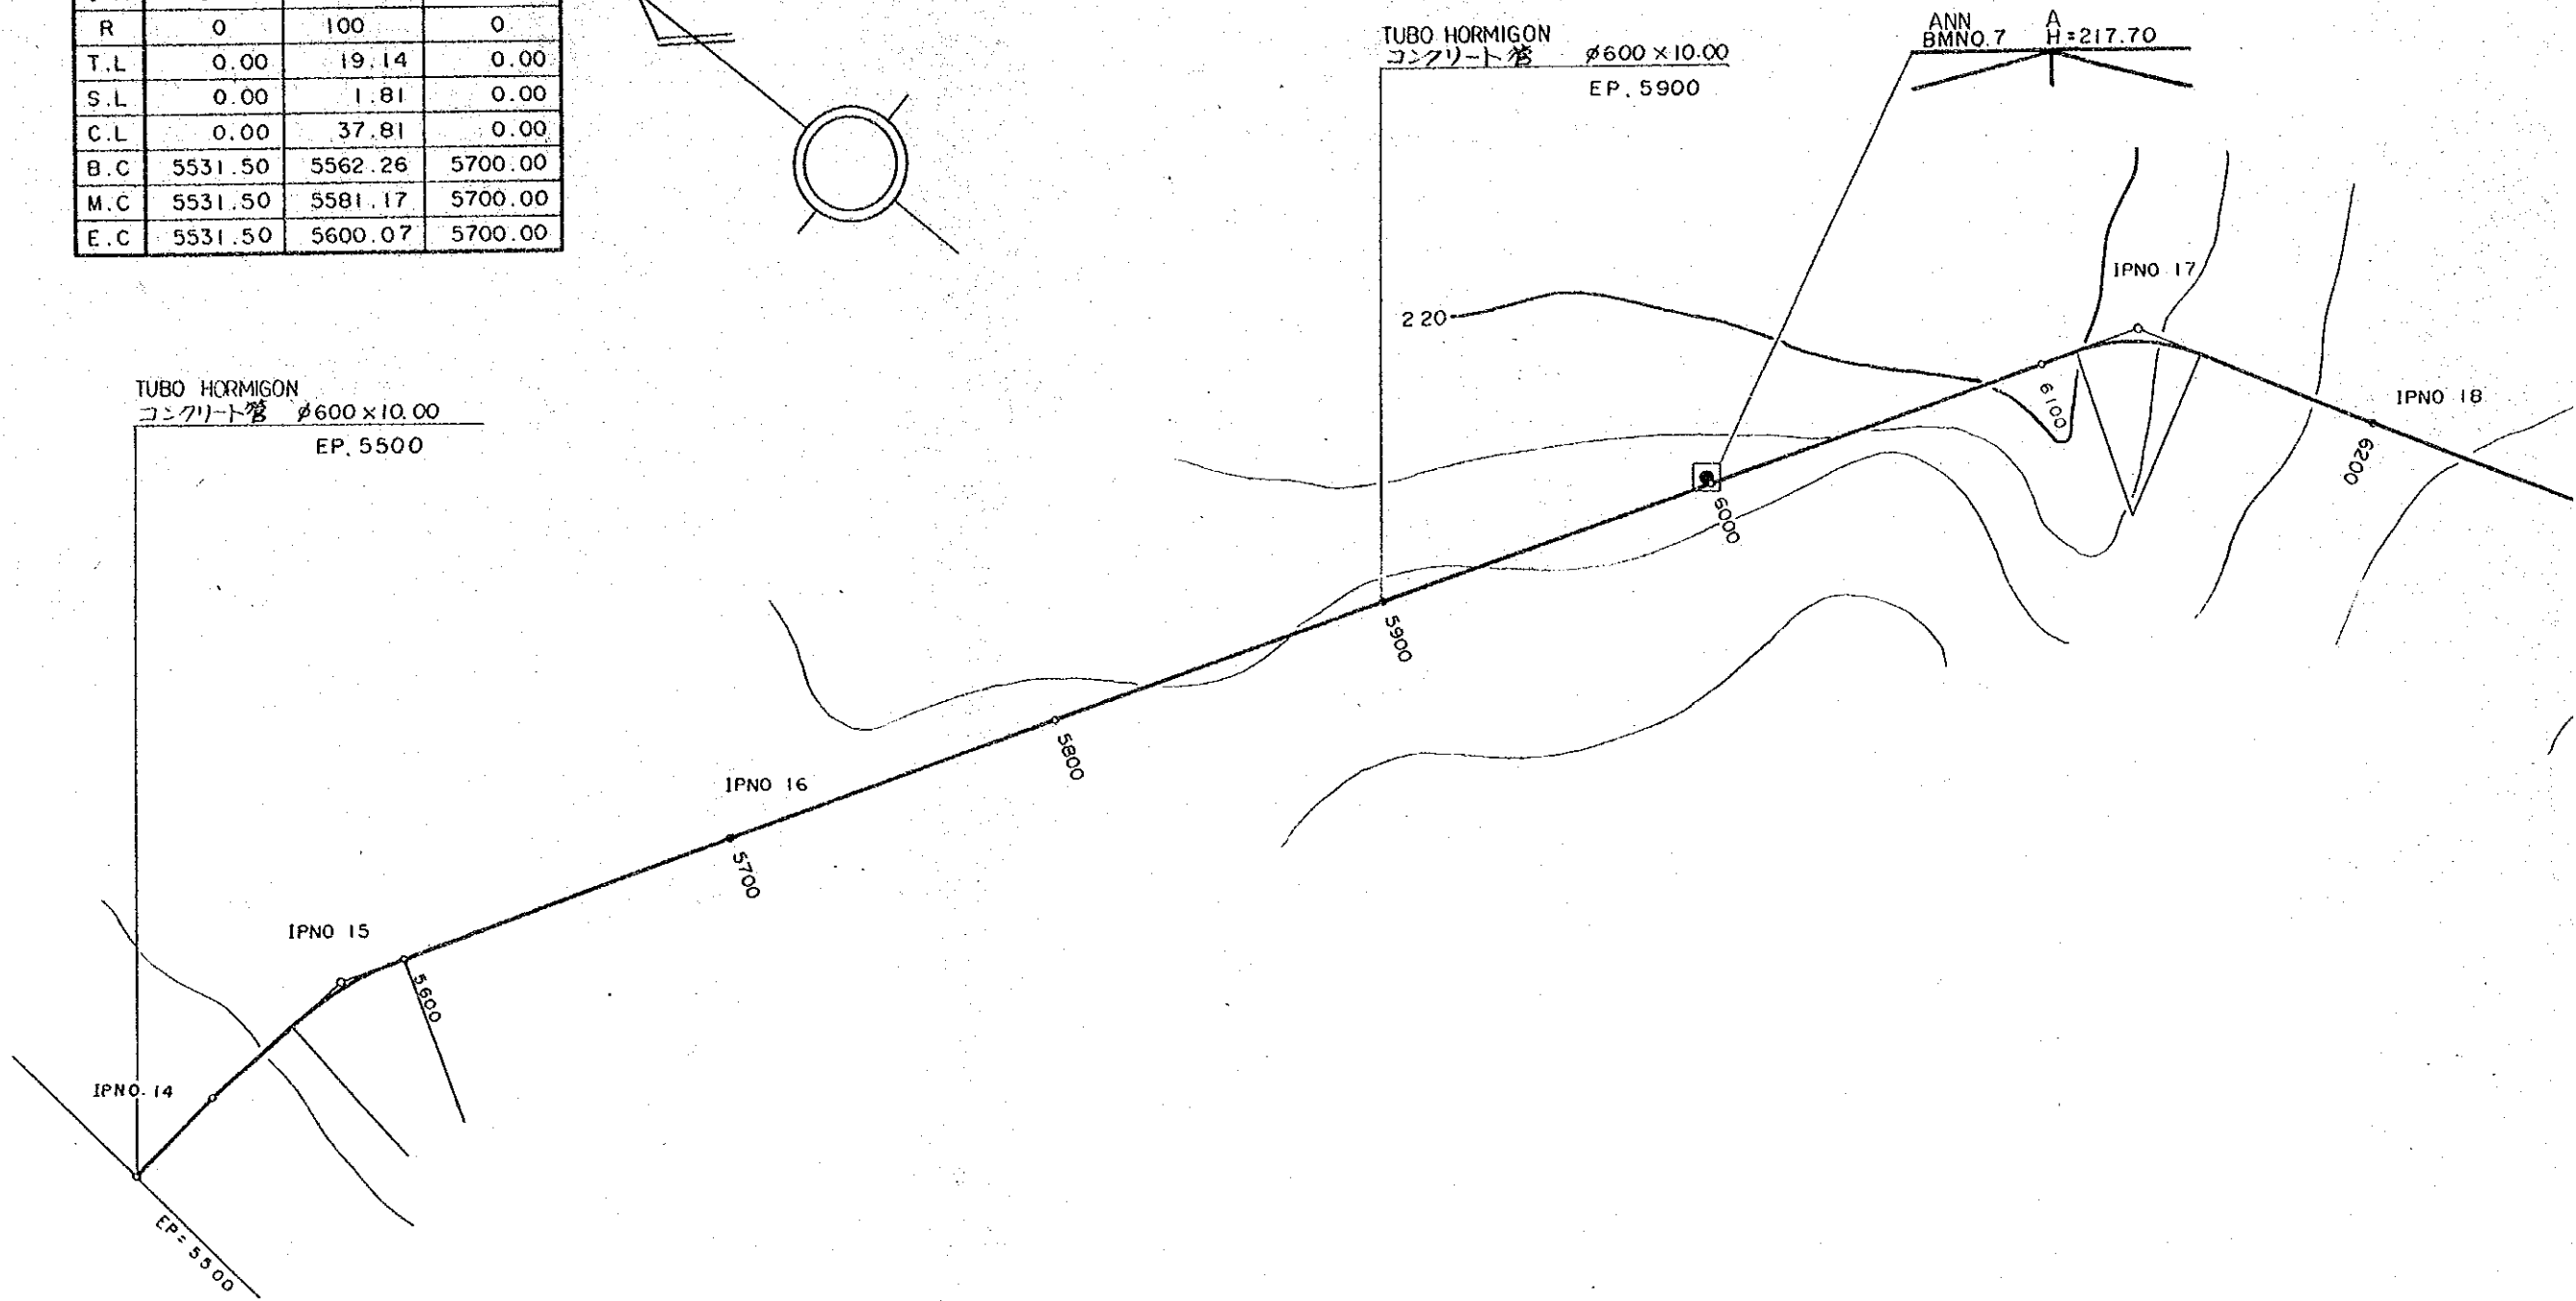 R 0 100 0
T.L 0.00 19.14 0.00
S.L 0.00 1.81 0.00
C.L 0.00 37.81 0.00
B.C 5531.50 5562.26 5700.00
M.C 5531.50 5581.17 5700.00
E.C 5531.50 5600.07 5700.00
TUBO HORMIGON
コンクリート管 φ600×10.00
EP. 5900
ANN A
BMNO.7 H=217.70
IPNO 17
220
TUBO HORMIGON
コンクリート管 φ600×10.00
EP. 5500
6100
IPNO 18
6200
6000
5900
5800
IPNO 16
5700
IPNO 15
5600
IPNO.14
EP=5500